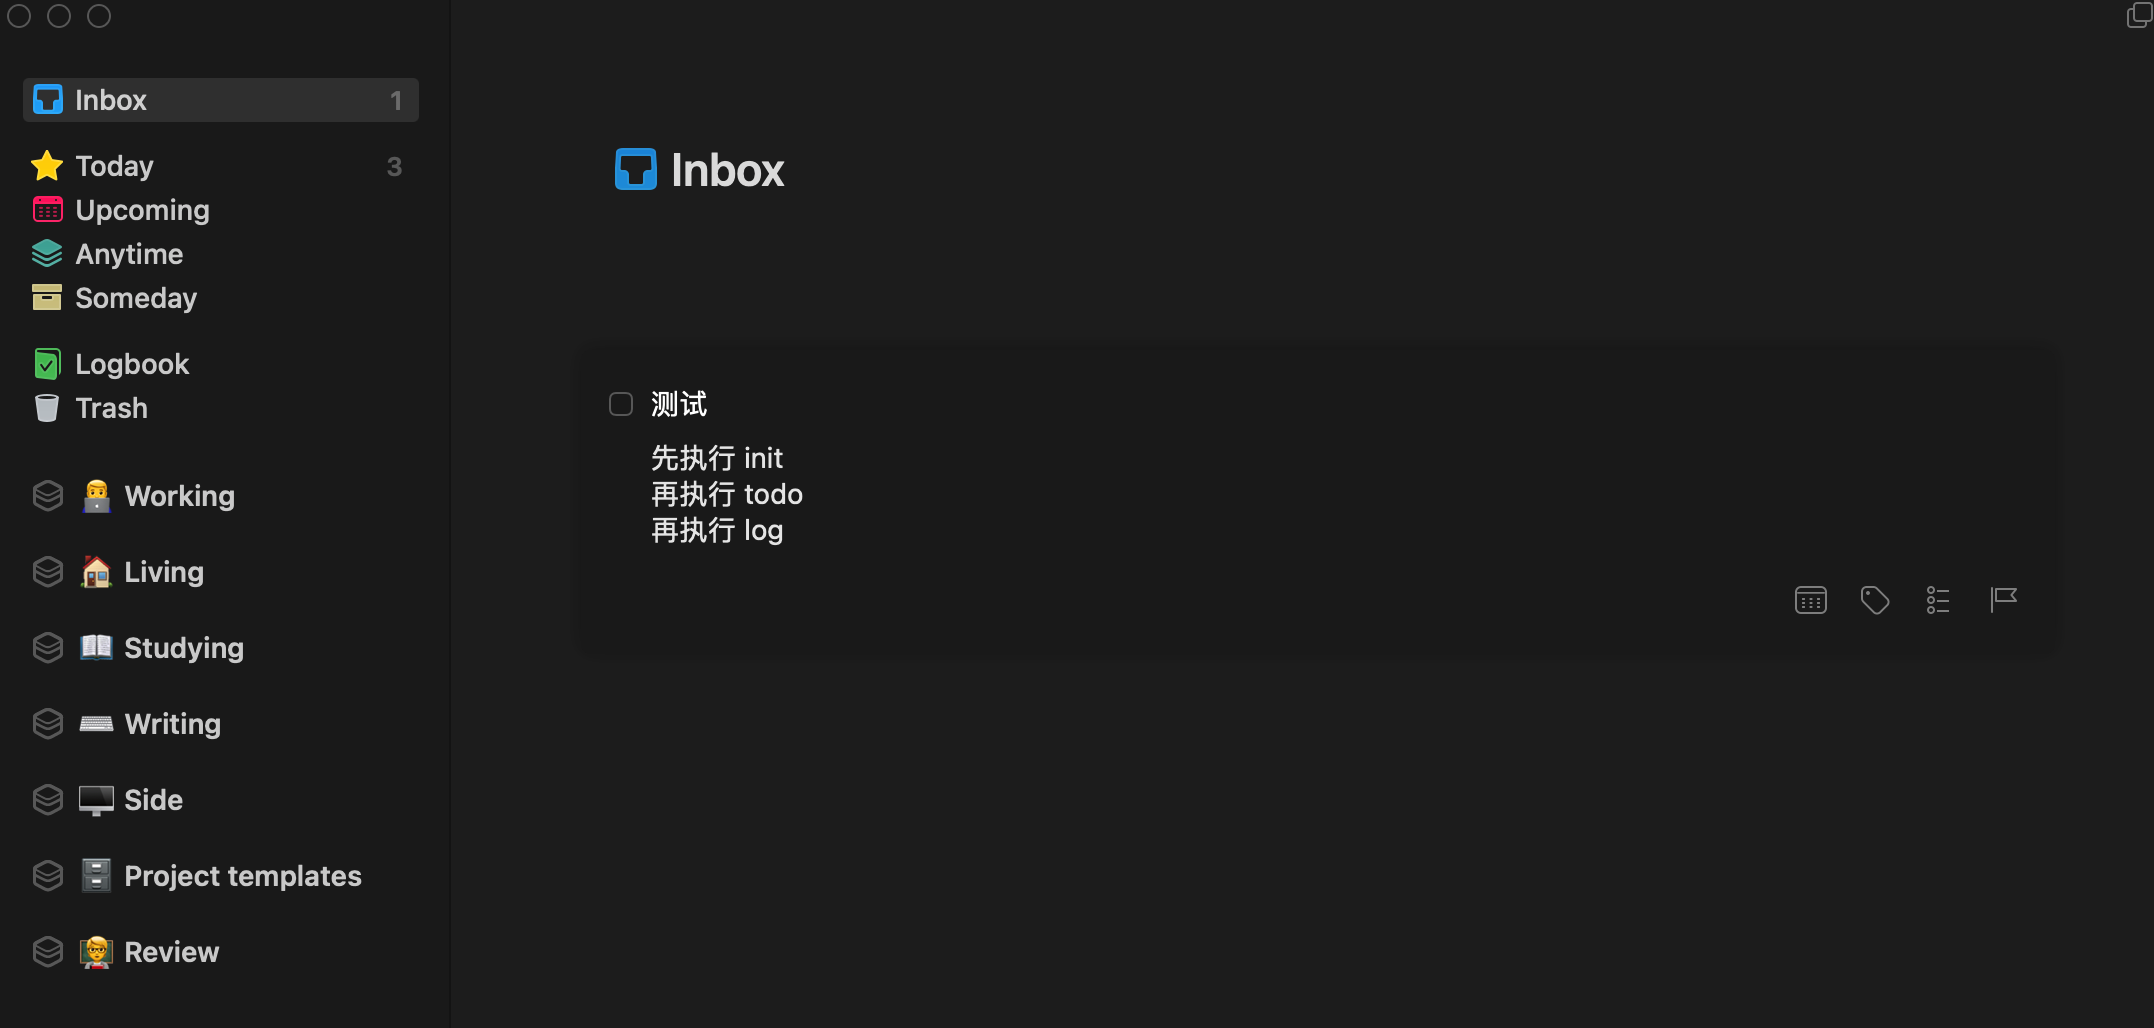 Inbox 1
Today 3
Upcoming
Anytime
Someday
Logbook
Trash
Working
Living
Studying
Writing
Side
Project templates
Review
Inbox
测试
先执行 init
再执行 todo
再执行 log